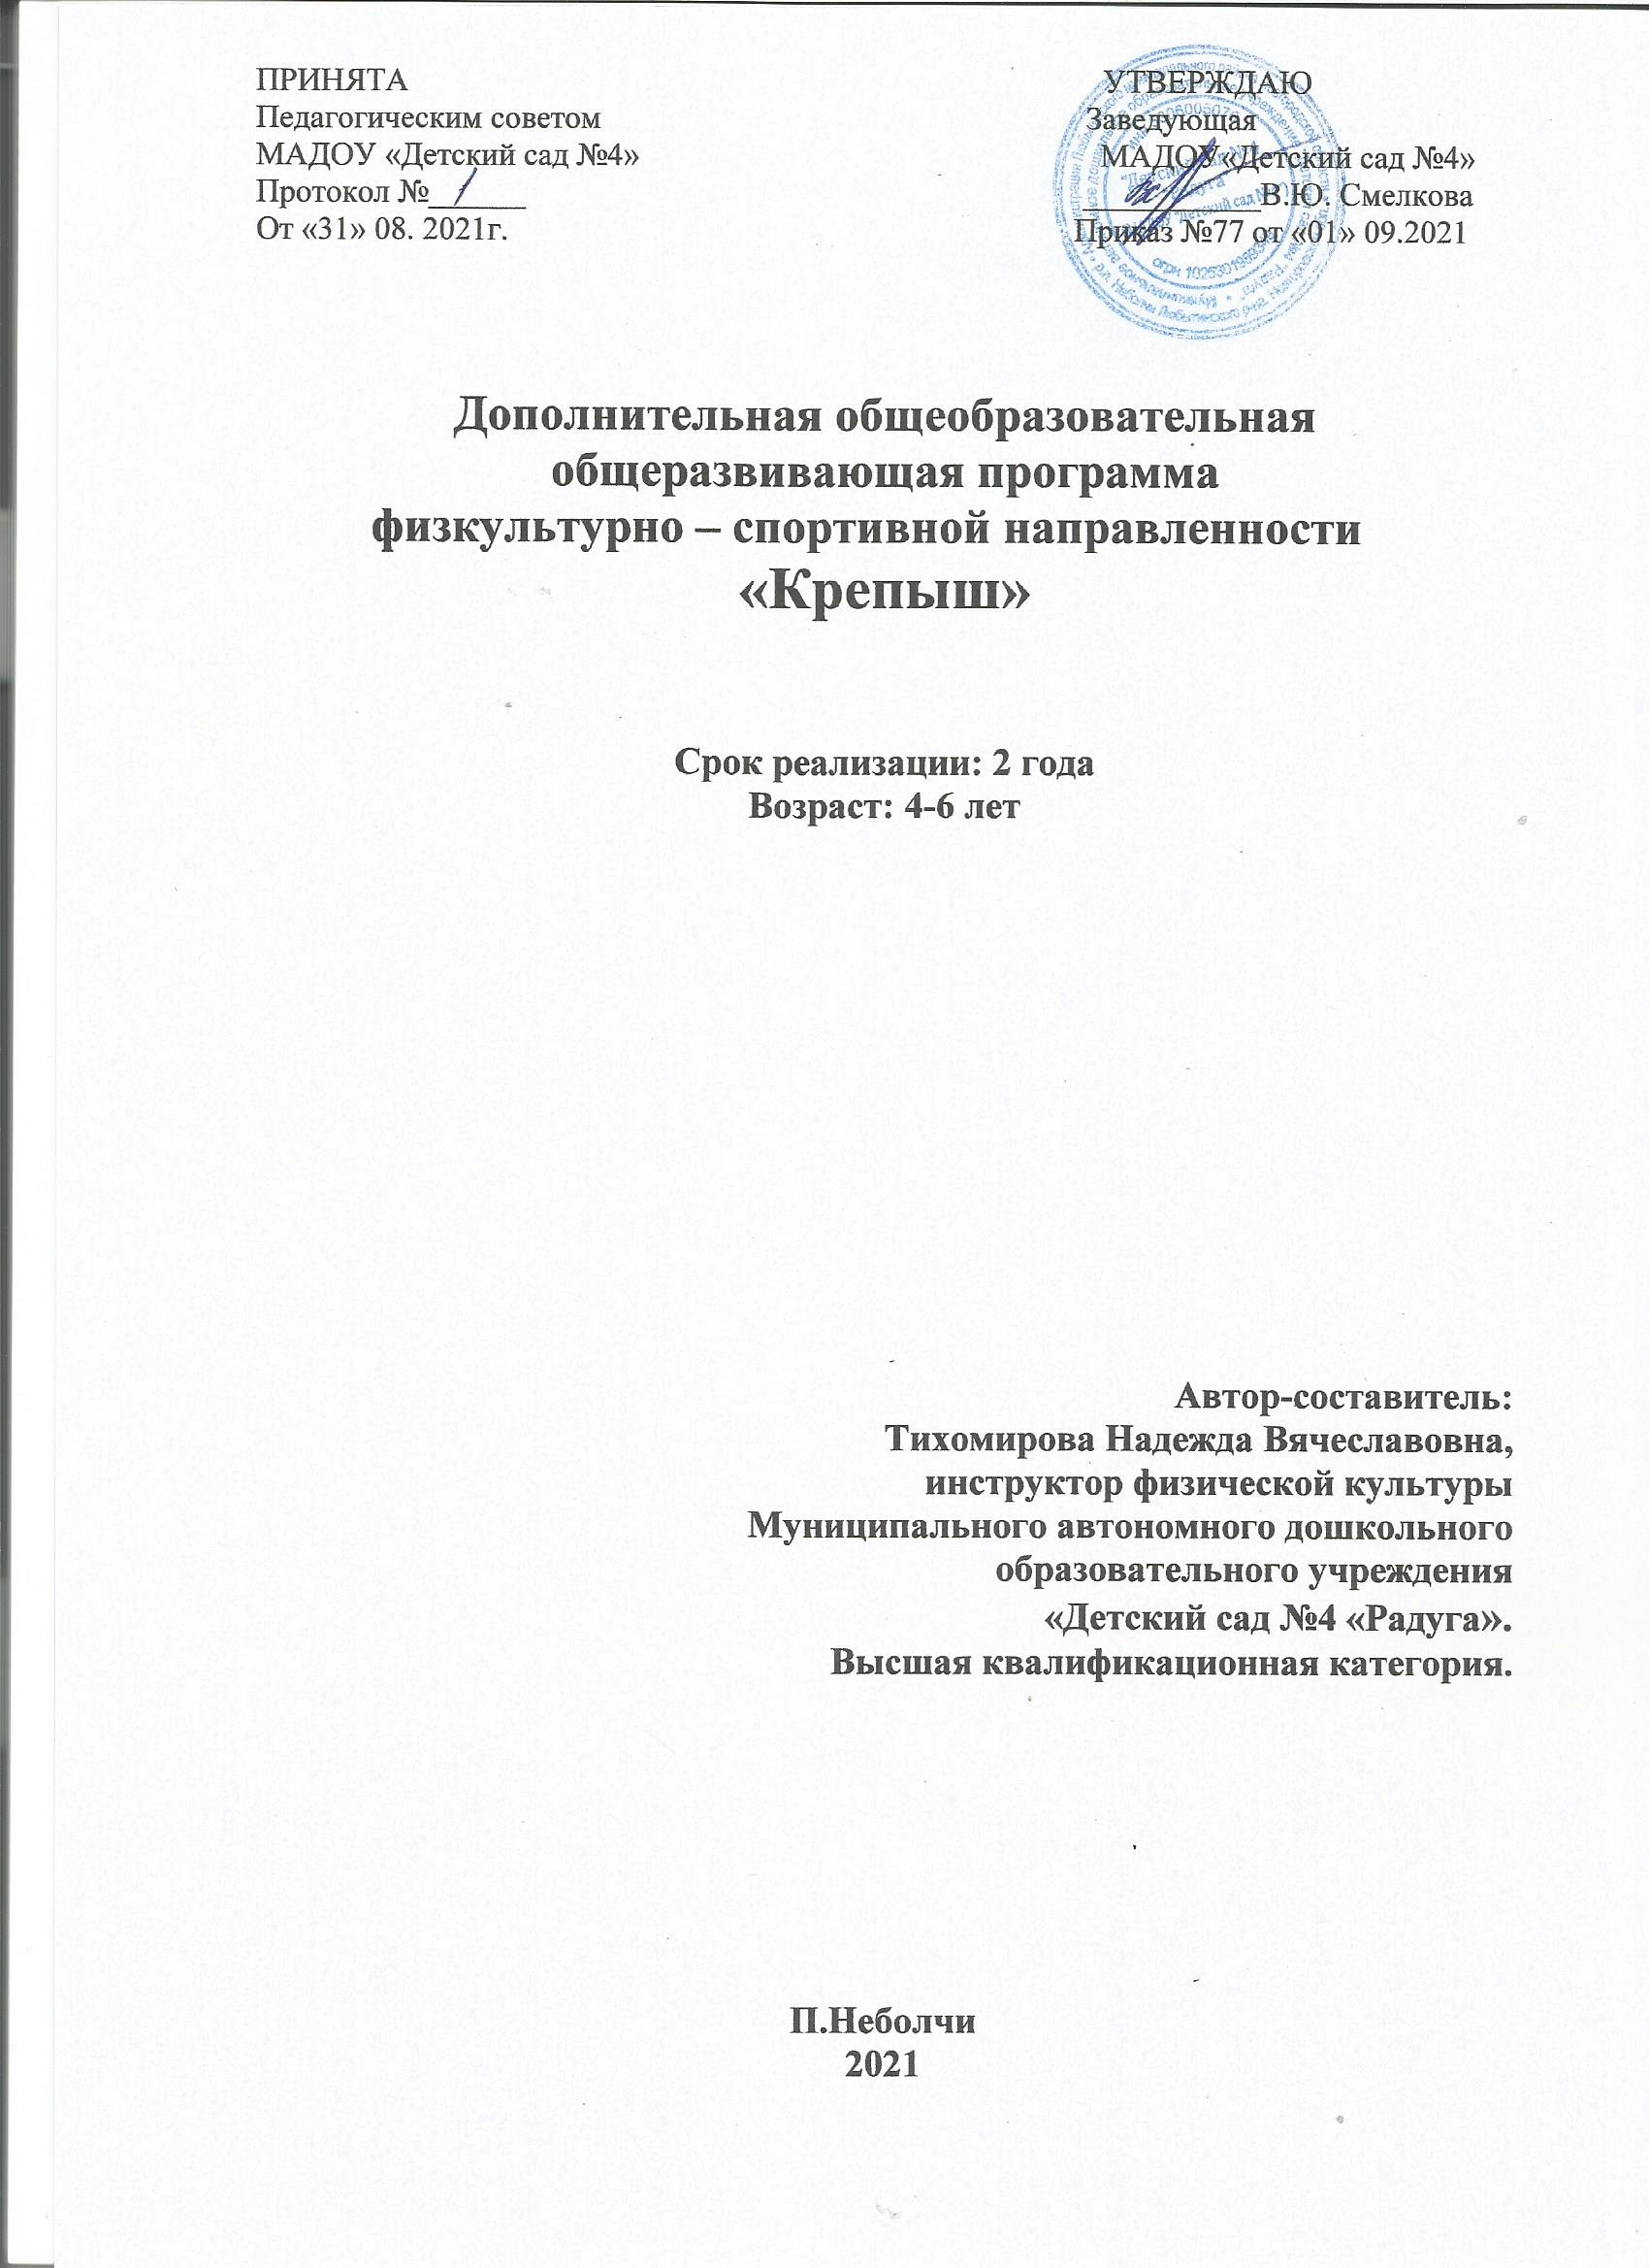 ПРИНЯТА
Педагогическим советом
МАДОУ «Детский сад №4»
Протокол №___1___
От «31» 08. 2021г.
УТВЕРЖДАЮ
Заведующая
МАДОУ «Детский сад №4»
___________В.Ю. Смелкова
Приказ №77 от «01» 09.2021
Дополнительная общеобразовательная
общеразвивающая программа
физкультурно – спортивной направленности
«Крепыш»
Срок реализации: 2 года
Возраст: 4-6 лет
Автор-составитель:
Тихомирова Надежда Вячеславовна,
инструктор физической культуры
Муниципального автономного дошкольного
образовательного учреждения
«Детский сад №4 «Радуга».
Высшая квалификационная категория.
П.Неболчи
2021